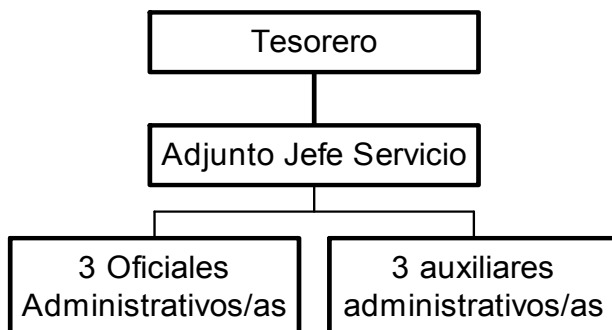 Tesorero
Adjunto Jefe Servicio
3 Oficiales
Administrativos/as
3 auxiliares
administrativos/as